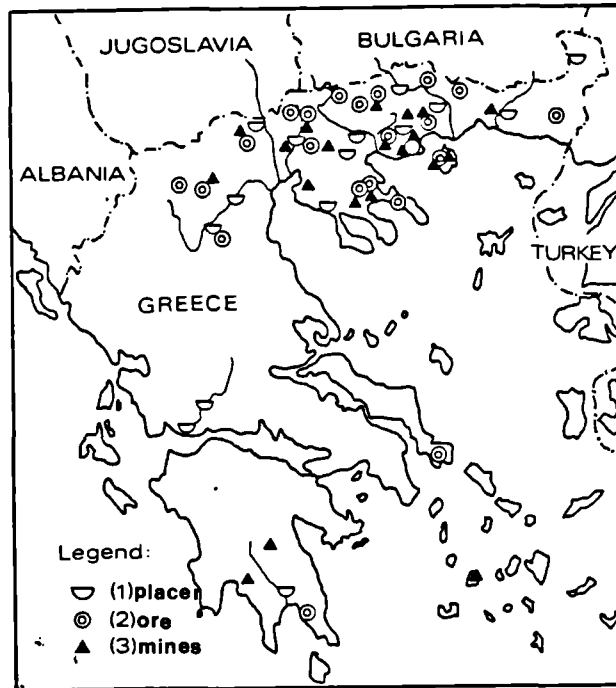 JUGOSLAVIA
BULGARIA
ALBANIA
TURKEY
GREECE
Legend:
(1)placer
(2)ore
(3)mines